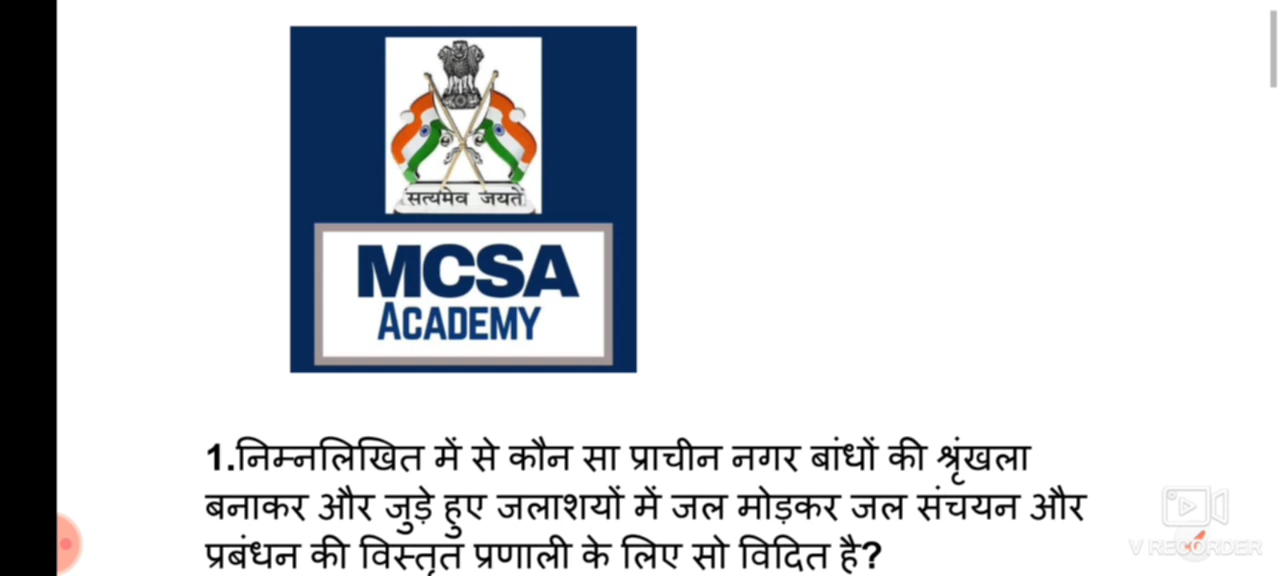 सत्यमेव जयते
MCSA
ACADEMY
1.निम्नलिखित में से कौन सा प्राचीन नगर बांधों की श्रृंखला
बनाकर और जुड़े हुए जलाशयों में जल मोड़कर जल संचयन और
प्रबंधन की विस्तृत प्रणाली के लिए सो विदित है?
V RECORDER